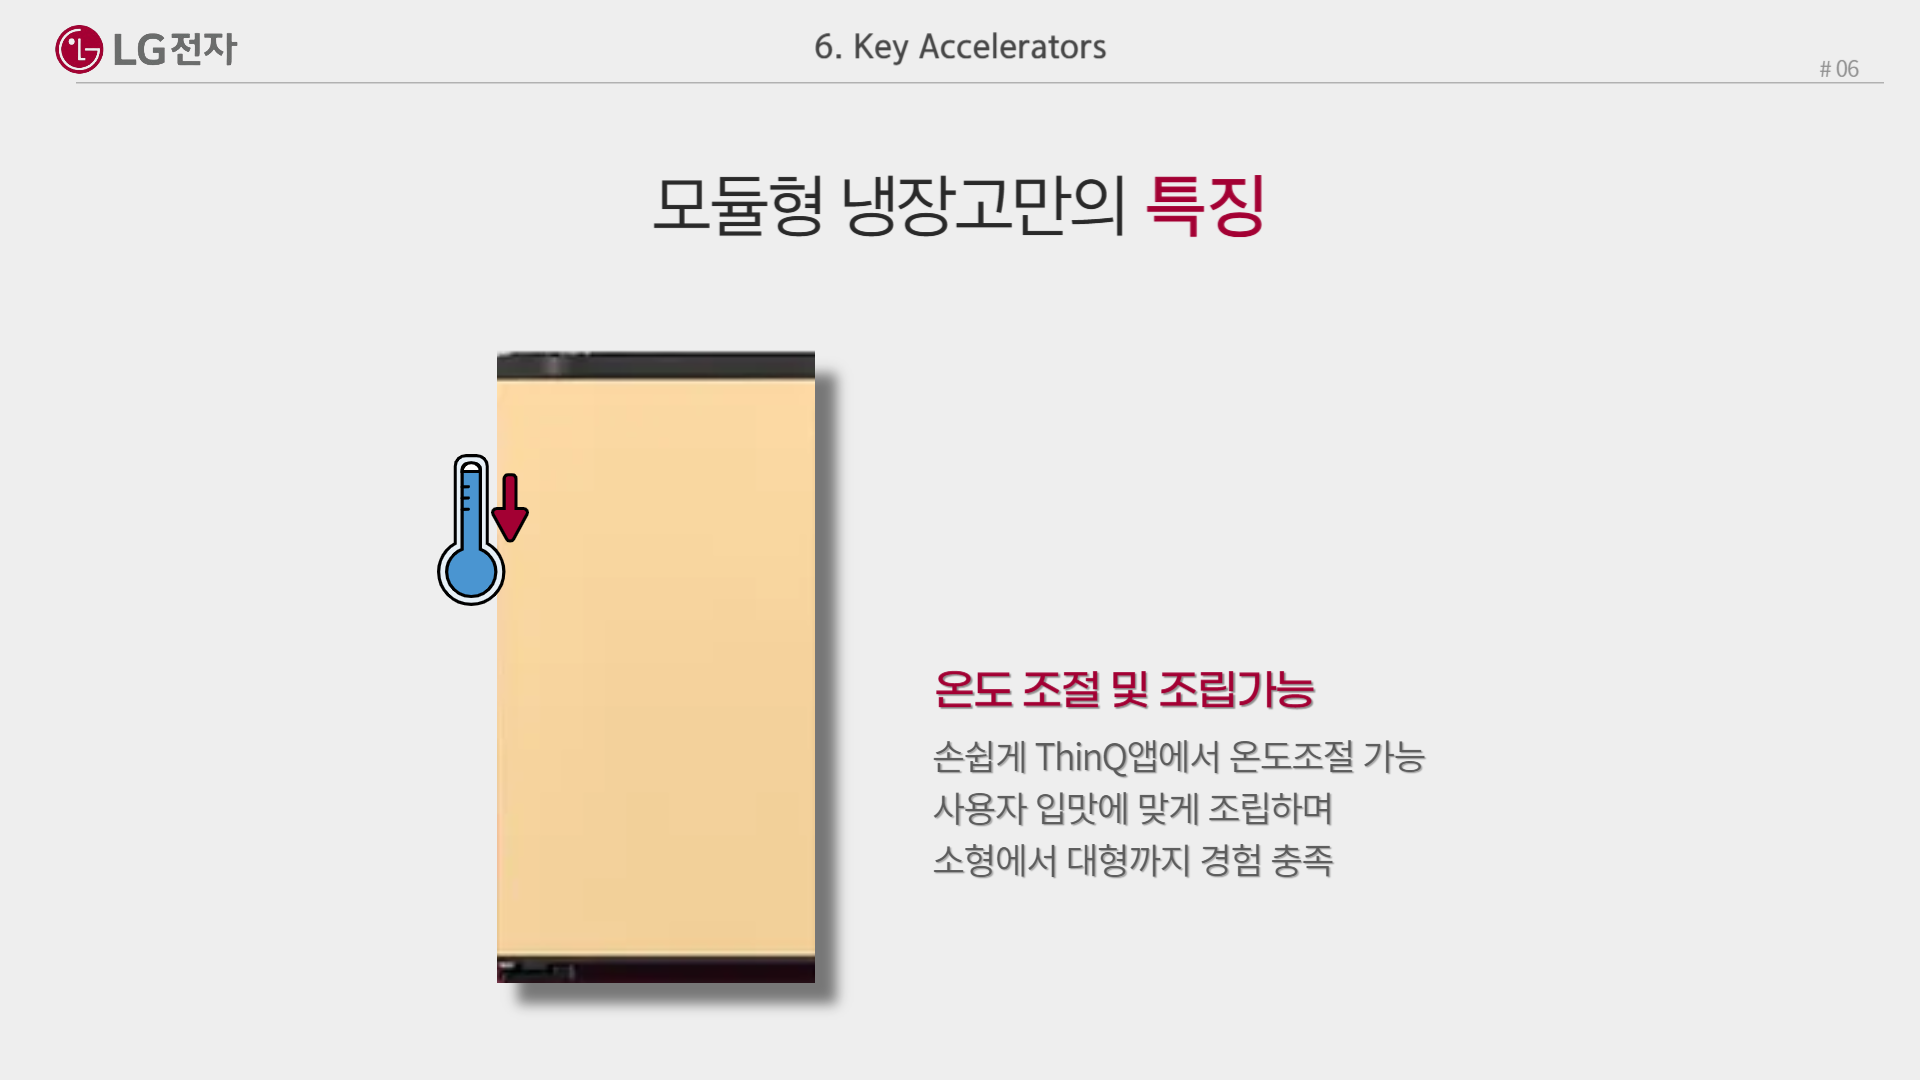 LG전자
6. Key Accelerators
# 06
모듈형 냉장고만의 특징
온도 조절 및 조립가능
손쉽게 ThinQ앱에서 온도조절 가능
사용자 입맛에 맞게 조립하며
소형에서 대형까지 경험 충족